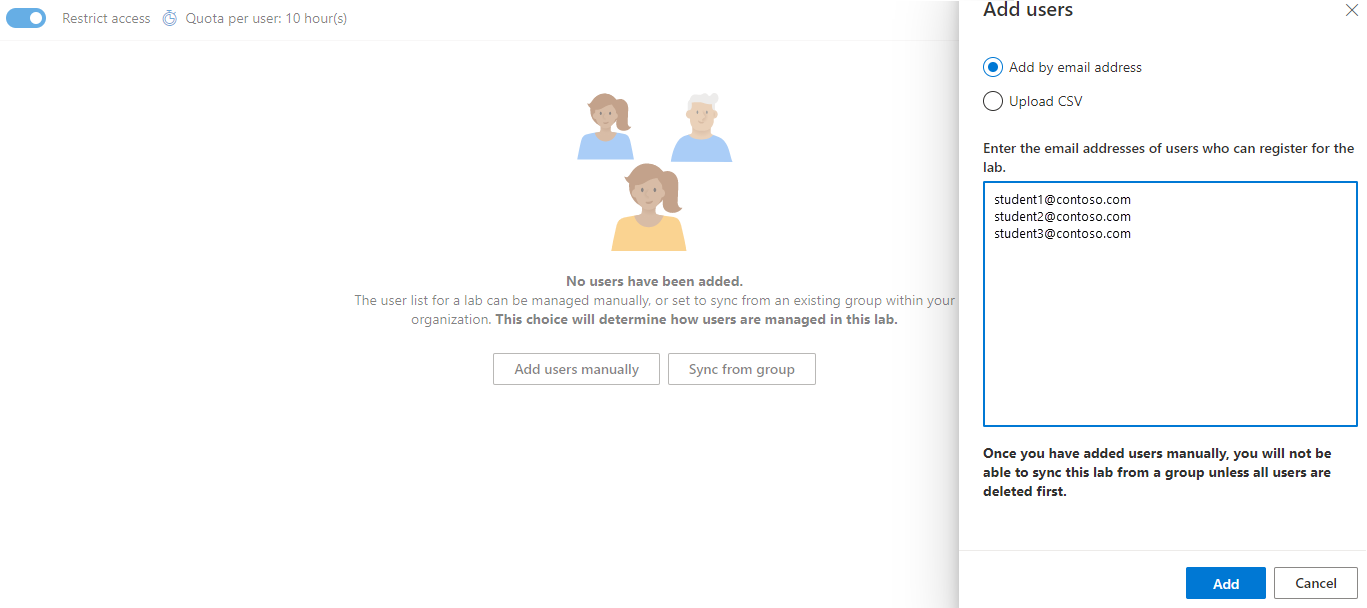 Restrict access
Quota per user: 10 hour(s)
No users have been added.
The user list for a lab can be managed manually, or set to sync from an existing group within your
organization. This choice will determine how users are managed in this lab.
Add users manually
Sync from group
Add users
Add by email address
Upload CSV
Enter the email addresses of users who can register for the
lab.
student1@contoso.com
student2@contoso.com
student3@contoso.com
Once you have added users manually, you will not be
able to sync this lab from a group unless all users are
deleted first.
Add
Cancel